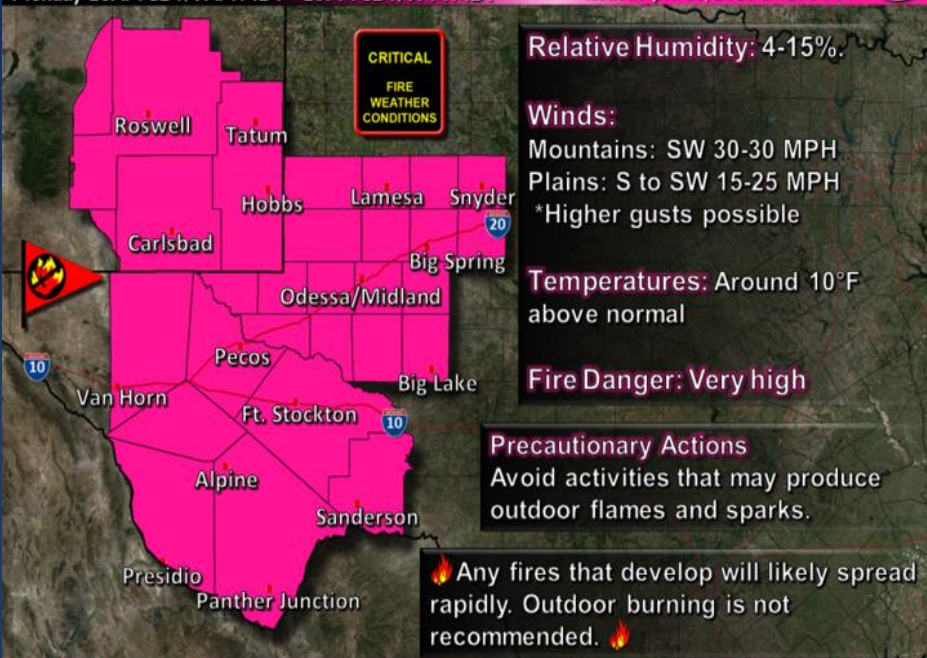 CRITICAL
FIRE
WEATHER
CONDITIONS
Roswell
Tatum
Hobbs
Lamesa
Snyder
20
Carlsbad
Big Spring
Odessa/Midland
10
Pecos
Van Horn
Big Lake
Ft. Stockton
10
Alpine
Sanderson
Presidio
Panther Junction
Relative Humidity: 4-15%.
Winds:
Mountains: SW 30-30 MPH
Plains: S to SW 15-25 MPH
*Higher gusts possible
Temperatures: Around 10°F
above normal
Fire Danger: Very high
Precautionary Actions
Avoid activities that may produce
outdoor flames and sparks.
🔥Any fires that develop will likely spread
rapidly. Outdoor burning is not
recommended. 🔥